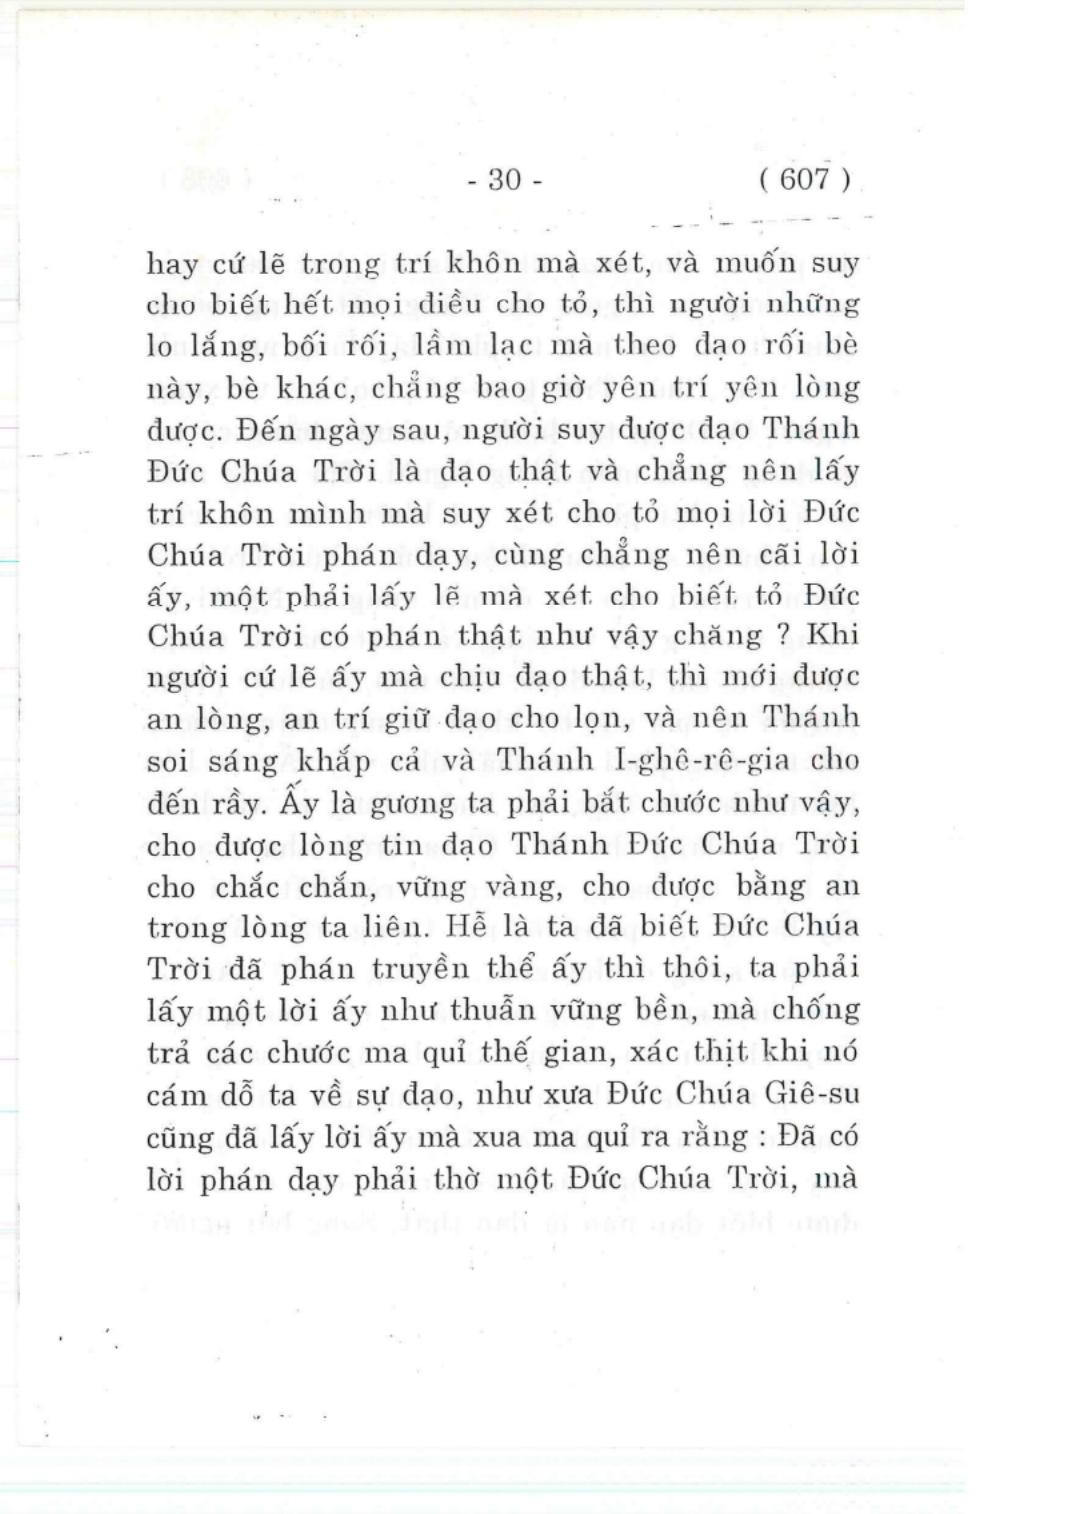 - 30 - ( 607 )
hay cứ lẽ trong trí khôn mà xét, và muốn suy
cho biết hết mọi điều cho tỏ, thì người những
lo lắng, bối rối, lầm lạc mà theo đạo rối bè
này, bè khác, chẳng bao giờ yên trí yên lòng
được. Đến ngày sau, người suy được đạo Thánh
Đức Chúa Trời là đạo thật và chẳng nên lấy
trí khôn mình mà suy xét cho tỏ mọi lời Đức
Chúa Trời phán dạy, cùng chẳng nên cãi lời
ấy, một phải lấy lẽ mà xét cho biết tỏ Đức
Chúa Trời có phán thật như vậy chăng ? Khi
người cứ lẽ ấy mà chịu đạo thật, thì mới được
an lòng, an trí giữ đạo cho lọn, và nên Thánh
soi sáng khắp cả và Thánh I-ghê-rê-gia cho
đến rầy. Ấy là gương ta phải bắt chước như vậy,
cho được lòng tin đạo Thánh Đức Chúa Trời
cho chắc chắn, vững vàng, cho được bằng an
trong lòng ta liên. Hễ là ta đã biết Đức Chúa
Trời đã phán truyền thể ấy thì thôi, ta phải
lấy một lời ấy như thuẫn vững bền, mà chống
trả các chước ma quỉ thế gian, xác thịt khi nó
cám dỗ ta về sự đạo, như xưa Đức Chúa Giê-su
cũng đã lấy lời ấy mà xua ma quỉ ra rằng : Đã có
lời phán dạy phải thờ một Đức Chúa Trời, mà